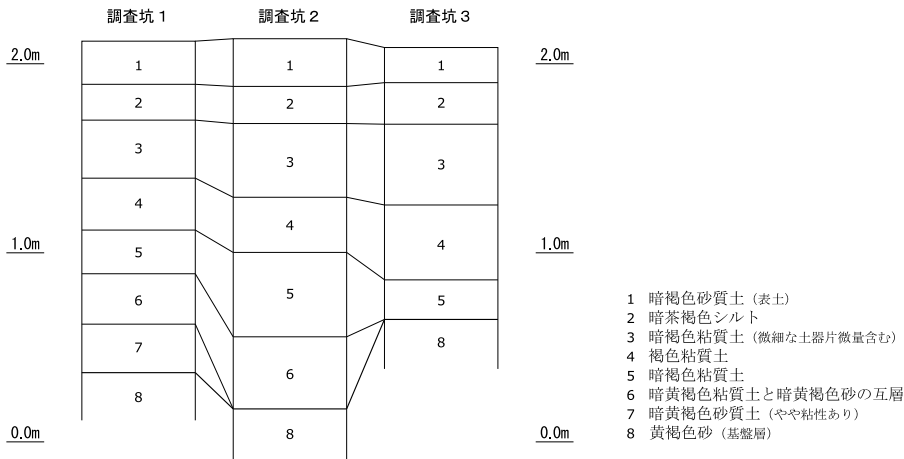 調査坑1 調査坑2 調査坑3
2.0m 2.0m
1 1 1
2 2 2
3 3 3
4 4 4
1.0m 1.0m
5 5 5
6 6
7
8 8 8
0.0m 0.0m
1 暗褐色砂質土(表土)
2 暗茶褐色シルト
3 暗褐色粘質土(微細な土器片微量含む)
4 褐色粘質土
5 暗褐色粘質土
6 暗黄褐色粘質土と暗黄褐色砂の互層
7 暗黄褐色砂質土(やや粘性あり)
8 黄褐色砂(基盤層)